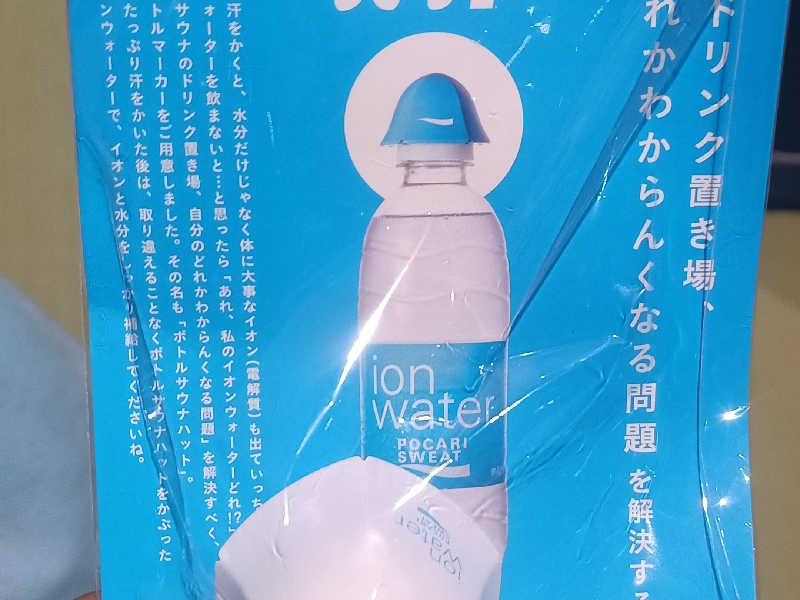 ドリンク置き場、
れかわからんくなる問題を解決する
汗をかくと、水分だけじゃなく体に大事なイオン(電解質)も出ていっち
ォーターを飲まないと…と思ったら「あれ、私のイオンウォーターどれ!?」
サウナのドリンク置き場、自分のどれかわからんくなる問題」を解決すべく、
トルマーカーをご用意しました。その名も「ボトルサウナハット」。
たっぷり汗をかいた後は、取り違えることなくボトルサウナハットをかぶった
ンウォーターで、イオンと水分をしっかり補給してくださいね。
ion
water
POCARI
SWEAT
ion
water